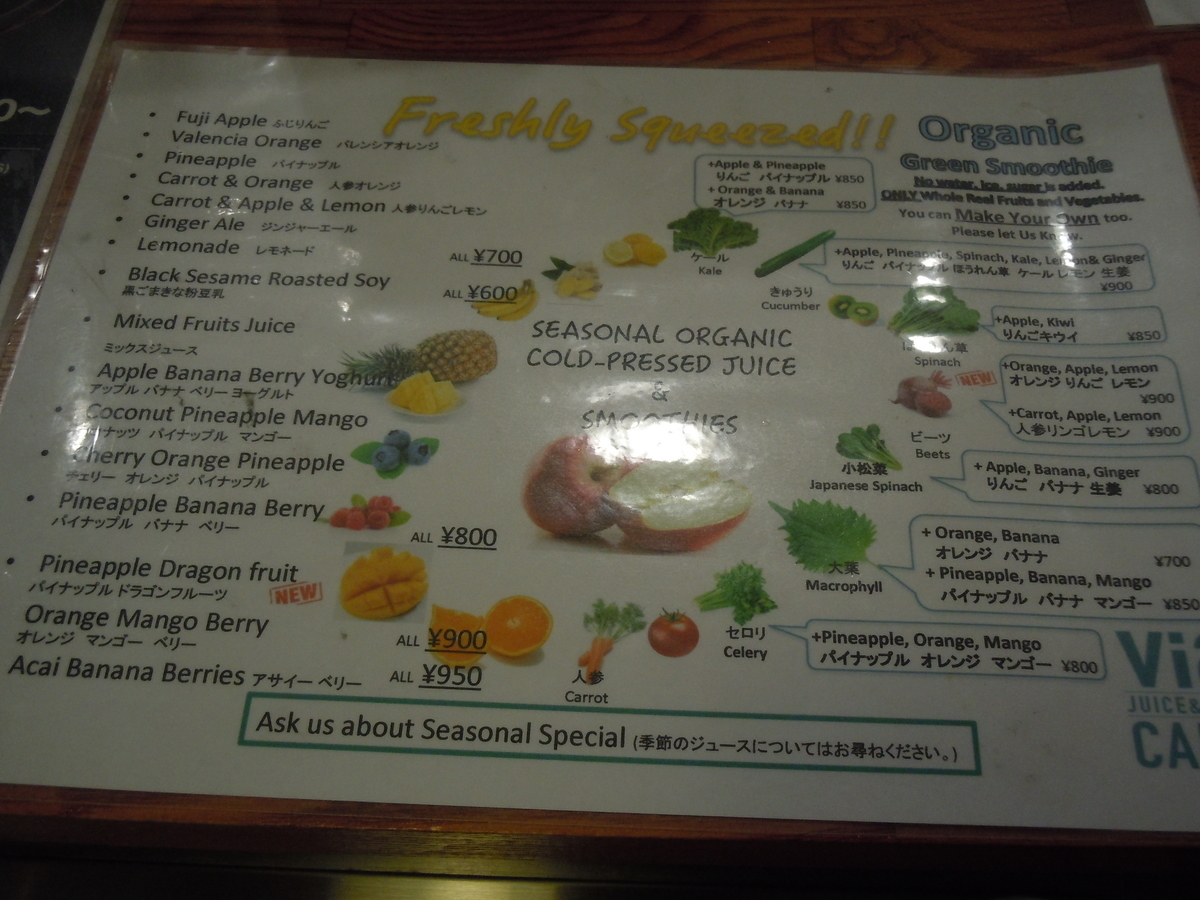 Freshly Squeezed!!
Fuji Apple ふじりんご
Valencia Orange バレンシアオレンジ
Pineapple パイナップル
Carrot & Orange 人参オレンジ
Carrot & Apple & Lemon 人参りんごレモン
Ginger Ale ジンジャーエール
Lemonade レモネード
ALL ¥700
Black Sesame Roasted Soy
黒ごまきな粉豆乳
ALL ¥600
Mixed Fruits Juice
ミックスジュース
Apple Banana Berry Yoghurt
アップル バナナ ベリー ヨーグルト
Coconut Pineapple Mango
ナッツ パイナップル マンゴー
Cherry Orange Pineapple
チェリー オレンジ パイナップル
Pineapple Banana Berry
パイナップル バナナ ベリー
ALL ¥800
Pineapple Dragon fruit
パイナップル ドラゴンフルーツ
NEW
Orange Mango Berry
オレンジ マンゴー ベリー
ALL ¥900
Acai Banana Berries アサイー ベリー
ALL ¥950
SEASONAL ORGANIC
COLD-PRESSED JUICE
&
SMOOTHIES
Organic
Green Smoothie
No water, ice, sugar is added.
ONLY Whole Reel Fruits and Vegetables.
You can Make Your Own too.
Please let Us Know.
+Apple & Pineapple
りんご パイナップル ¥850
+ Orange & Banana
オレンジ バナナ ¥850
ケール
Kale
+Apple, Pineapple, Spinach, Kale, Lemon& Ginger
りんご パイナップル ほうれん草 ケール レモン 生姜
¥900
きゅうり
Cucumber
+Apple, Kiwi
りんごキウイ ¥850
草
Spinach
+Orange, Apple, Lemon
オレンジ りんご レモン
¥900
+Carrot, Apple, Lemon
人参リンゴレモン ¥900
NEW
ビーツ
Beets
小松菜
Japanese Spinach
+ Apple, Banana, Ginger
りんご バナナ 生姜 ¥800
大葉
Macrophyll
+ Orange, Banana
オレンジ バナナ ¥700
+ Pineapple, Banana, Mango
パイナップル バナナ マンゴー ¥850
セロリ
Celery
+Pineapple, Orange, Mango
パイナップル オレンジ マンゴー ¥800
人参
Carrot
Ask us about Seasonal Special (季節のジュースについてはお尋ねください。)
JUICE&
CA